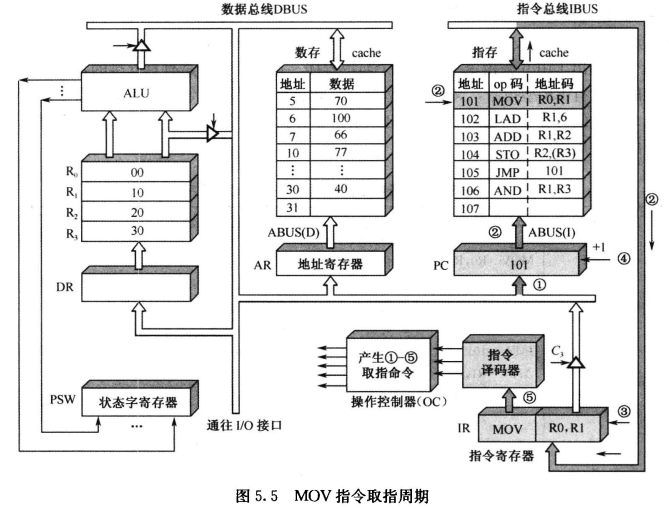 数据总线DBUS
指令总线IBUS
数存
cache
指存
cache
地址 数据
5 70
6 100
7 66
10 77
⋮ ⋮
30 40
31
地址 op码 地址码
101 MOV R0,R1
102 LAD R1,6
103 ADD R1,R2
104 STO R2,(R3)
105 JMP 101
106 AND R1,R3
107
②
②
ALU
⋮
R₀ 00
R₁ 10
R₂ 20
R₃ 30
ABUS(D)
② ABUS(I)
AR 地址寄存器
PC 101
+1
④
①
DR
产生①-⑤
取指命令
操作控制器(OC)
指令
译码器
C₃
⑤
③
PSW 状态字寄存器
…
通往 I/O 接口
IR MOV R0,R1
指令寄存器
图 5.5 MOV 指令取指周期